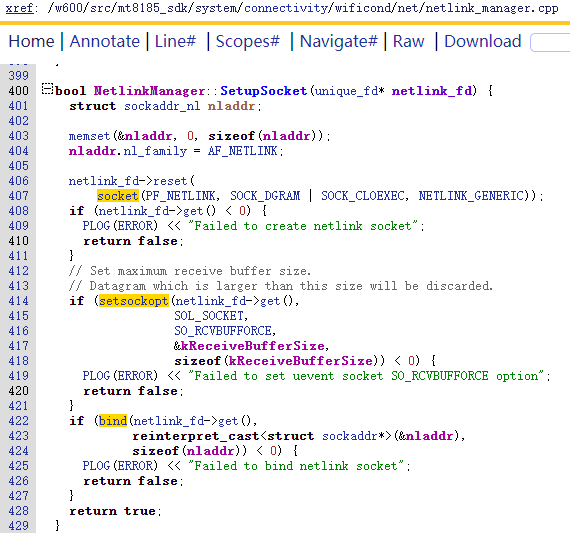 xref: /w600/src/mt8185_sdk/system/connectivity/wificond/net/netlink_manager.cpp
Home | Annotate | Line# | Scopes# | Navigate# | Raw | Download
399
400 bool NetlinkManager::SetupSocket(unique_fd* netlink_fd) {
401 struct sockaddr_nl nladdr;
402
403 memset(&nladdr, 0, sizeof(nladdr));
404 nladdr.nl_family = AF_NETLINK;
405
406 netlink_fd->reset(
407 socket(PF_NETLINK, SOCK_DGRAM | SOCK_CLOEXEC, NETLINK_GENERIC));
408 if (netlink_fd->get() < 0) {
409 PLOG(ERROR) << "Failed to create netlink socket";
410 return false;
411 }
412 // Set maximum receive buffer size.
413 // Datagram which is larger than this size will be discarded.
414 if (setsockopt(netlink_fd->get(),
415 SOL_SOCKET,
416 SO_RCVBUFFORCE,
417 &kReceiveBufferSize,
418 sizeof(kReceiveBufferSize)) < 0) {
419 PLOG(ERROR) << "Failed to set uevent socket SO_RCVBUFFORCE option";
420 return false;
421 }
422 if (bind(netlink_fd->get(),
423 reinterpret_cast<struct sockaddr*>(&nladdr),
424 sizeof(nladdr)) < 0) {
425 PLOG(ERROR) << "Failed to bind netlink socket";
426 return false;
427 }
428 return true;
429 }